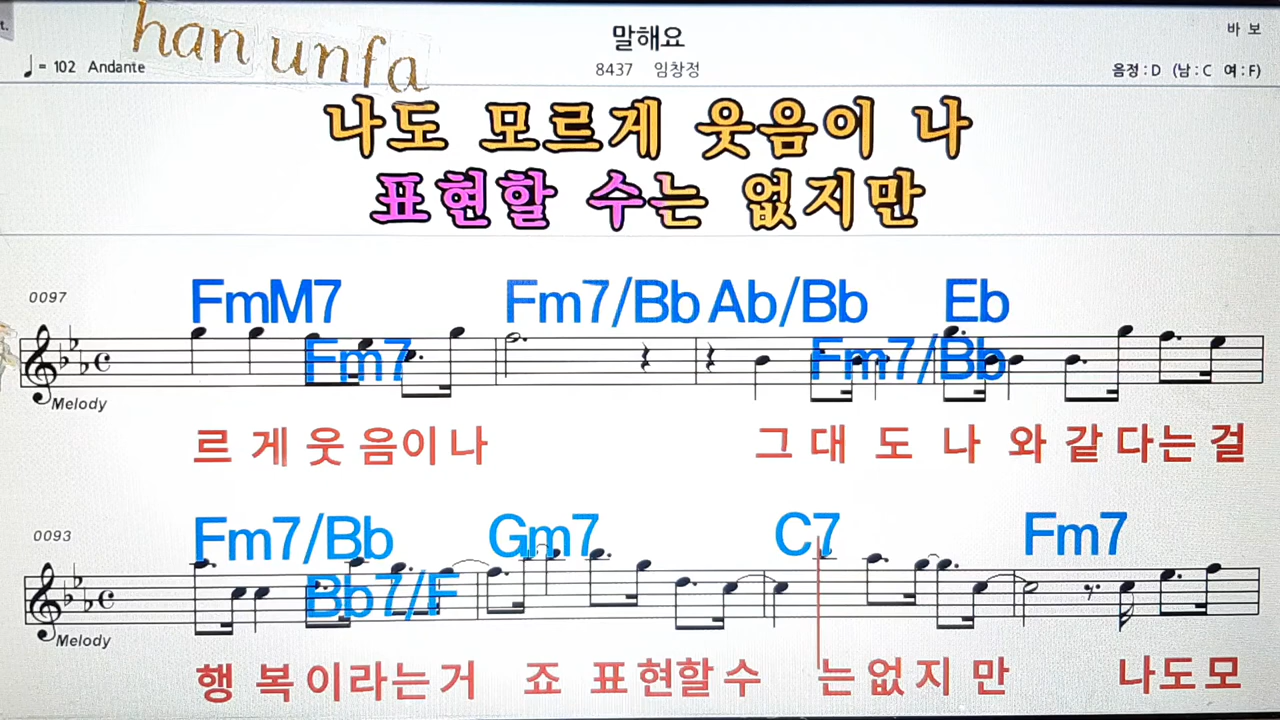 t.
han unfa
말해요
바 보
♩= 102 Andante
8437 임창정
음정 : D (남 : C 여 : F)
나도 모르게 웃음이 나
표현할 수는 없지만
0097
FmM7 Fm7 Fm7/Bb Ab/Bb Fm7/Bb Eb
Melody
르 게 웃 음이나 그 대 도 나 와 같 다는 걸
0093
Fm7/Bb Bb7/F Gm7 C7 Fm7
Melody
행 복 이라는 거 죠 표 현할 수 는 없 지 만 나도 모